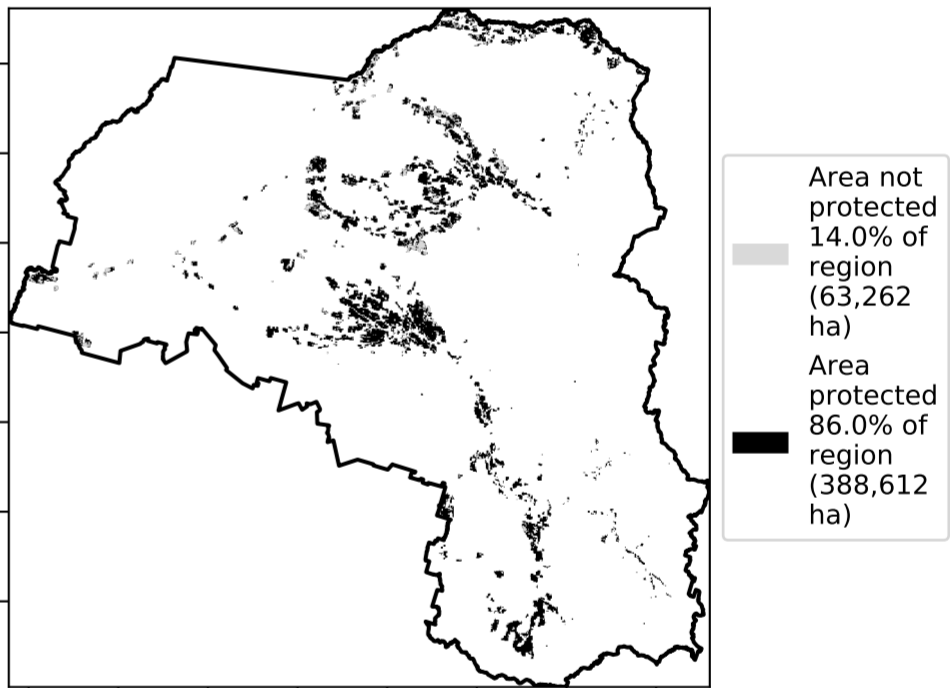 Area not
protected
14.0% of
region
(63,262
ha)
Area
protected
86.0% of
region
(388,612
ha)